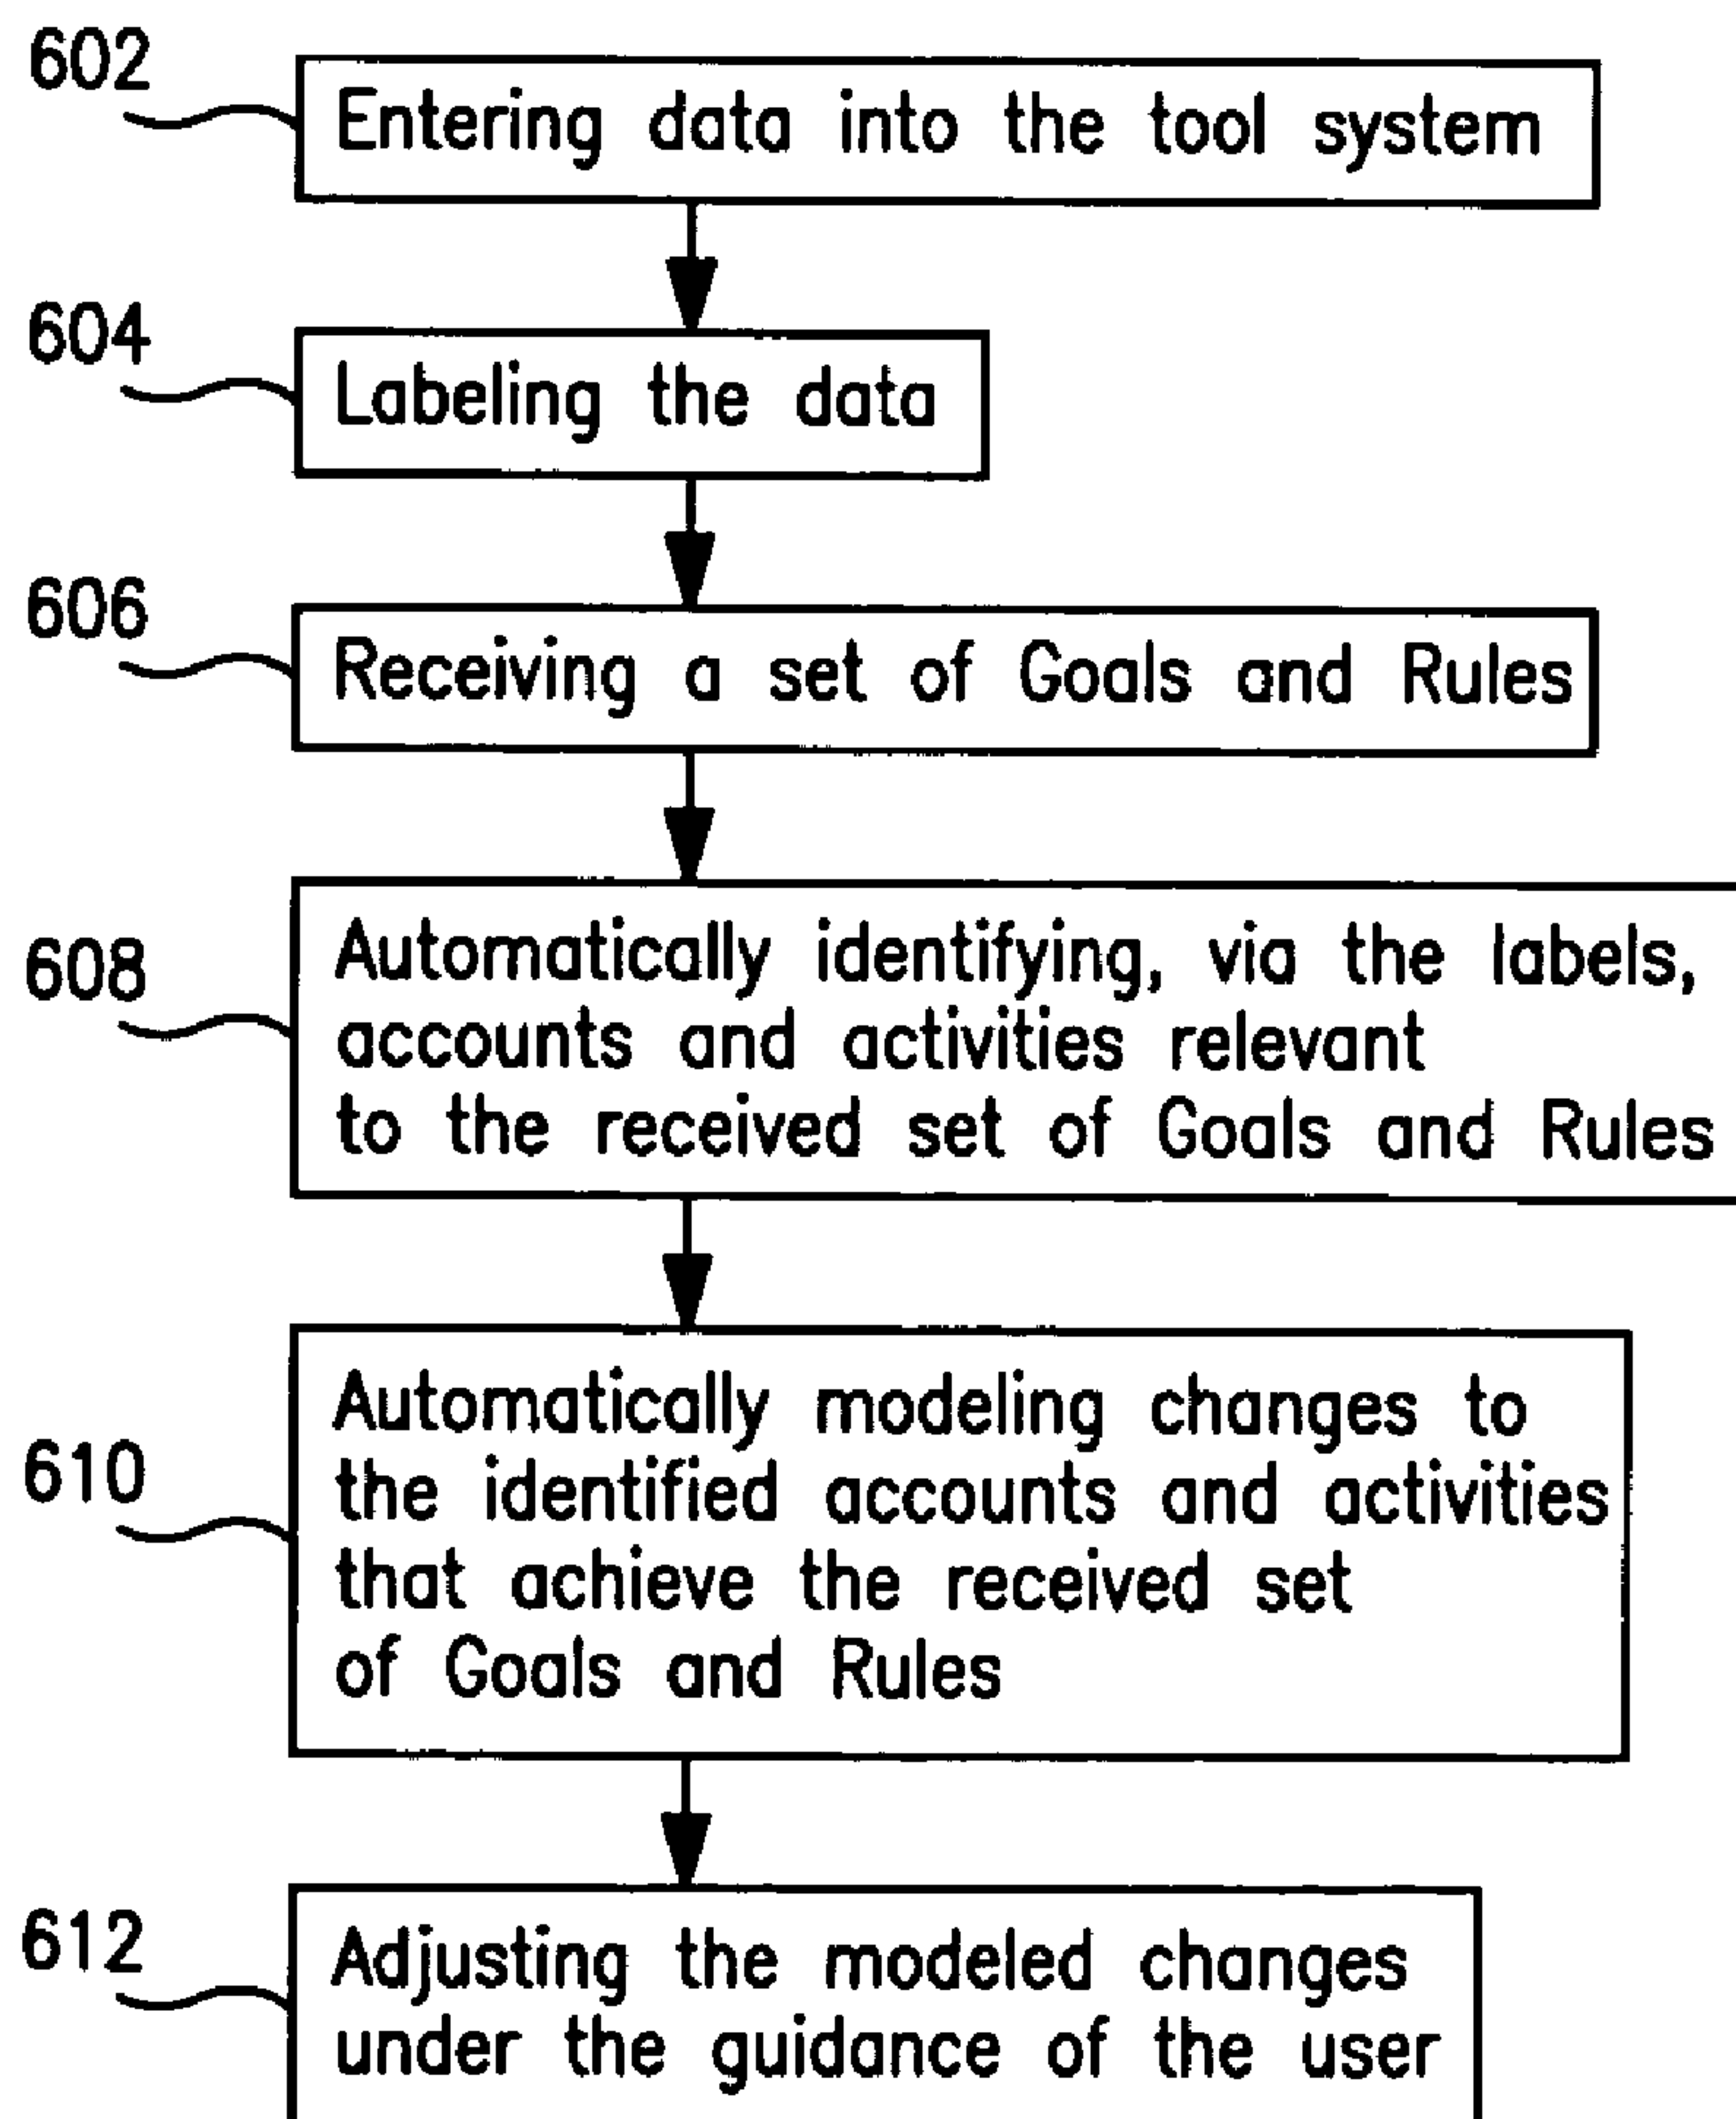 602
Entering data into the tool system
604
Labeling the data
606
Receiving a set of Goals and Rules
608
Automatically identifying, via the labels,
accounts and activities relevant
to the received set of Goals and Rules
610
Automatically modeling changes to
the identified accounts and activities
that achieve the received set
of Goals and Rules
612
Adjusting the modeled changes
under the guidance of the user